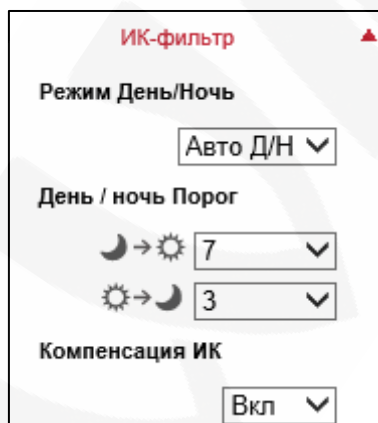 ИК-фильтр
Режим День/Ночь
Авто Д/Н
День / ночь Порог
7
3
Компенсация ИК
Вкл